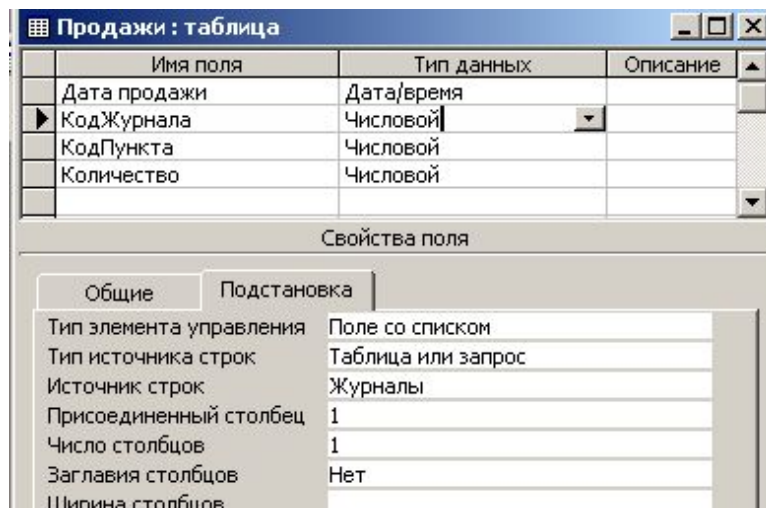 Продажи : таблица
Имя поля Тип данных Описание
Дата продажи Дата/время
КодЖурнала Числовой
КодПункта Числовой
Количество Числовой
Свойства поля
Общие Подстановка
Тип элемента управления Поле со списком
Тип источника строк Таблица или запрос
Источник строк Журналы
Присоединенный столбец 1
Число столбцов 1
Заглавия столбцов Нет
Ширина столбцов